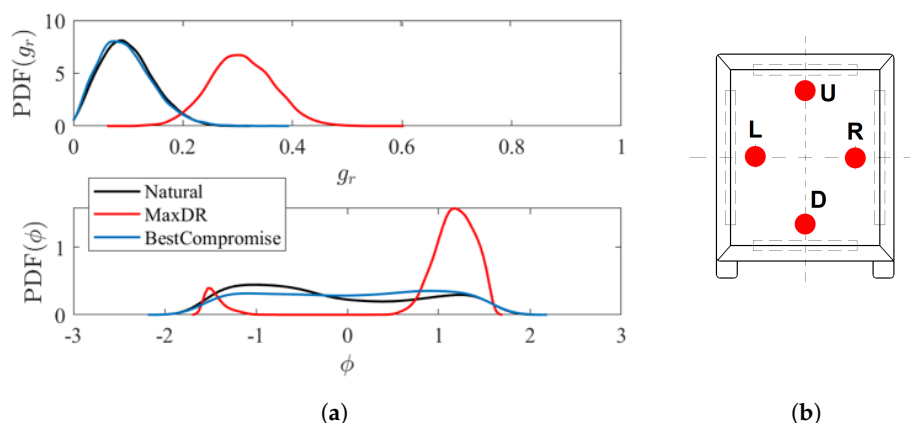 10
5
0
PDF(g_r)
0
0.2
0.4
0.6
0.8
1
g_r
Natural
MaxDR
BestCompromise
1
0
PDF(ϕ)
-3
-2
-1
0
1
2
3
ϕ
(a)
U
L
R
D
(b)